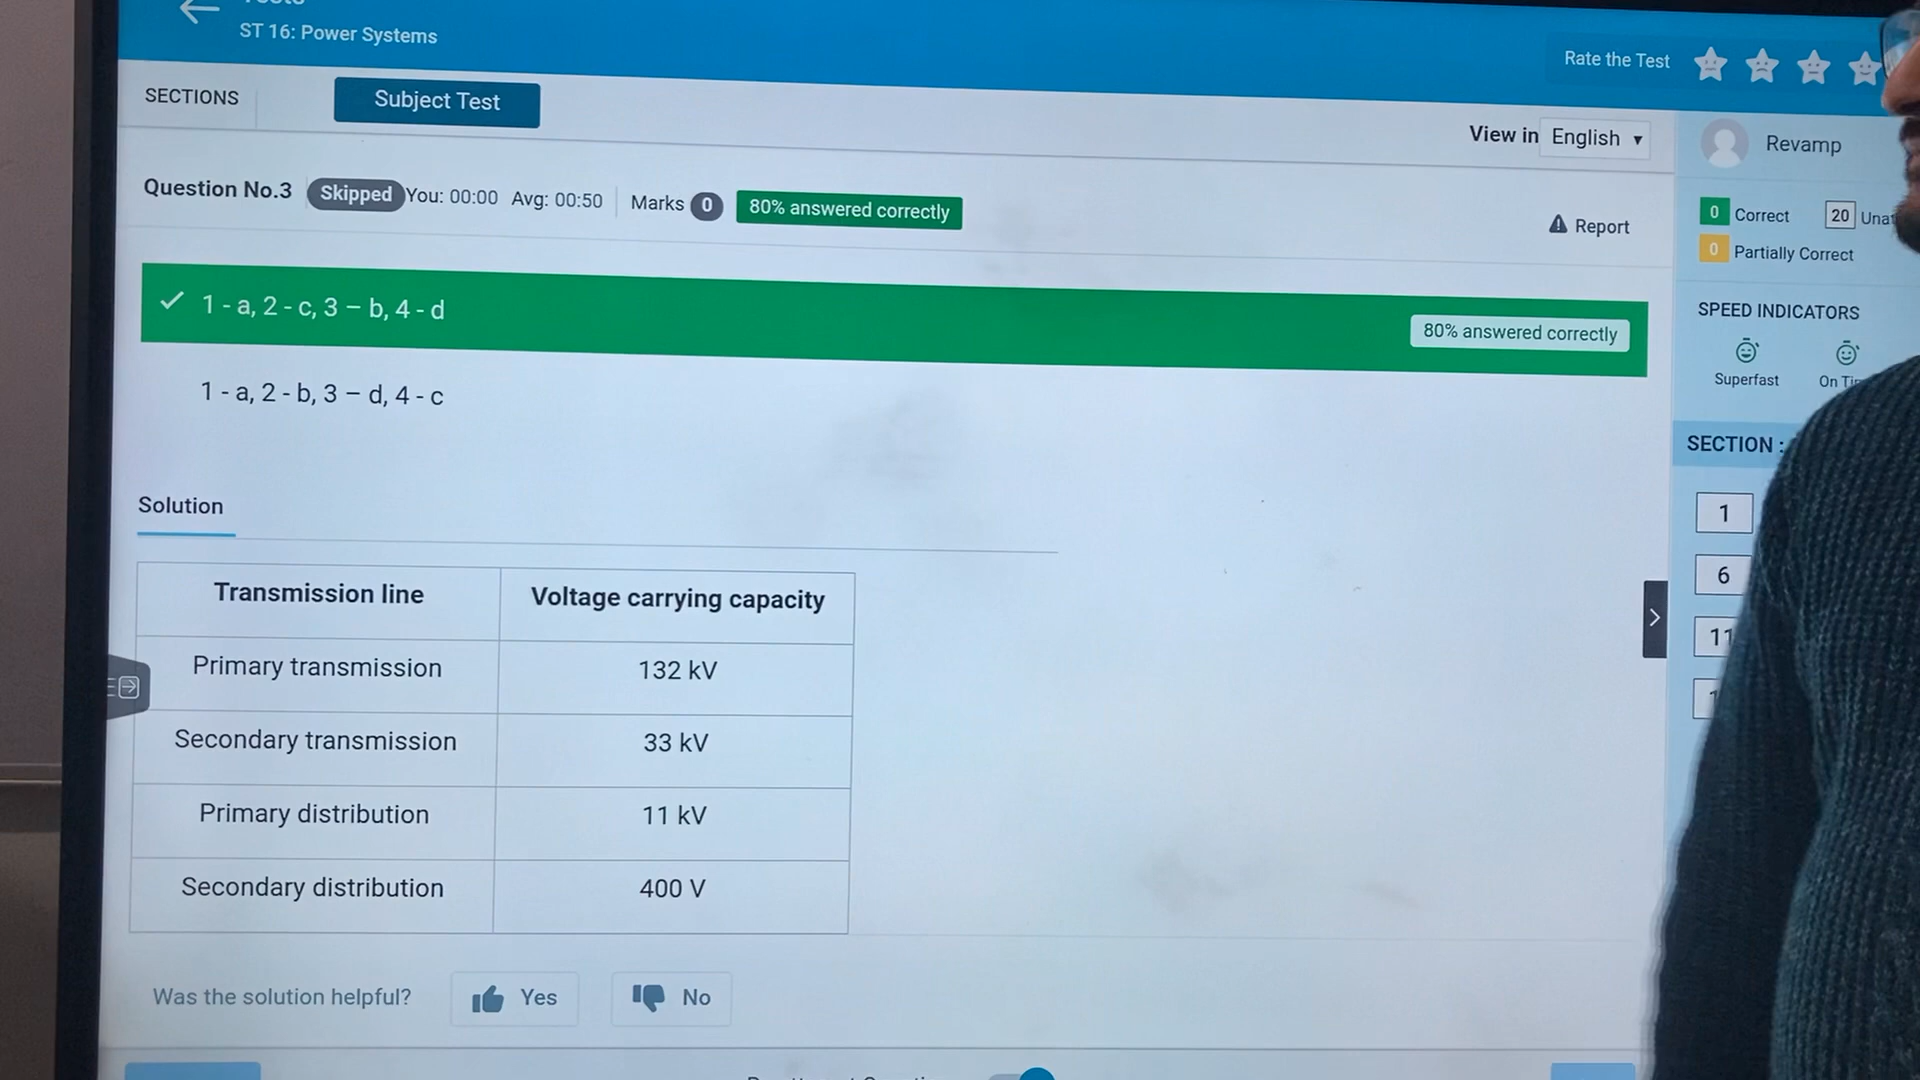 ST 16: Power Systems
Rate the Test
SECTIONS
Subject Test
View in English
Revamp
Question No.3 Skipped You: 00:00 Avg: 00:50 Marks 0 80% answered correctly
Report
0 Correct 20
0 Partially Correct
1 - a, 2 - c, 3 – b, 4 - d
80% answered correctly
1 - a, 2 - b, 3 – d, 4 - c
SPEED INDICATORS
Superfast On
SECTION :
Solution
1
6
11
Transmission line Voltage carrying capacity
Primary transmission 132 kV
Secondary transmission 33 kV
Primary distribution 11 kV
Secondary distribution 400 V
Was the solution helpful? Yes No